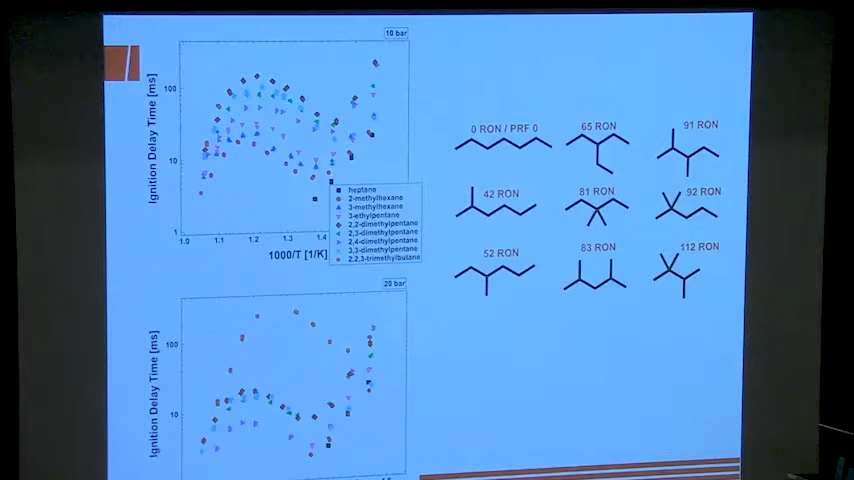 10 bar
Ignition Delay Time [ms]
100
10
1
1.0
1.1
1.2
1.3
1.4
1000/T [1/K]
heptane
2-methylhexane
3-methylhexane
3-ethylpentane
2,2-dimethylpentane
2,3-dimethylpentane
2,4-dimethylpentane
3,3-dimethylpentane
2,2,3-trimethylbutane
0 RON / PRF 0
65 RON
91 RON
42 RON
81 RON
92 RON
52 RON
83 RON
112 RON
20 bar
Ignition Delay Time [ms]
100
10